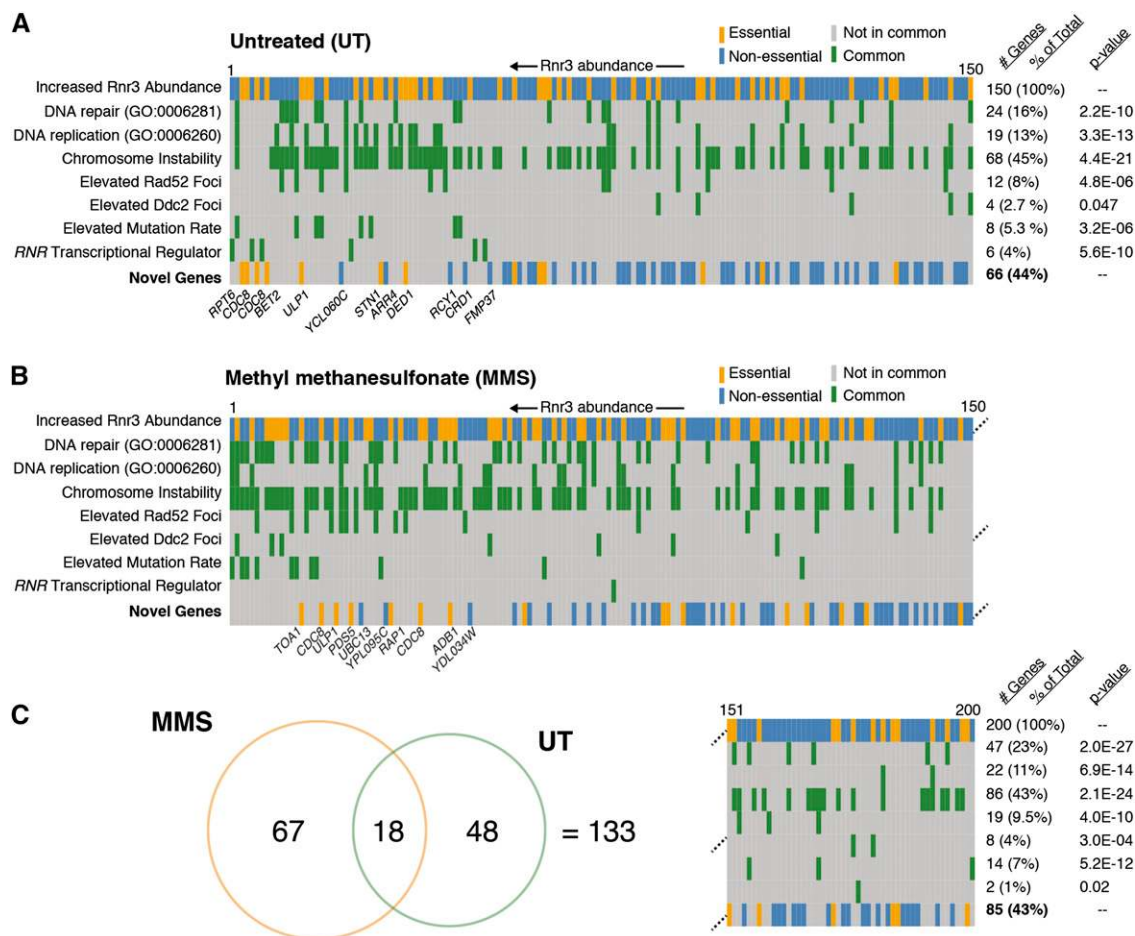 A
Untreated (UT)
Essential
Non-essential
Not in common
Common
# Genes
% of Total
p-value
1
Rnr3 abundance
150
Increased Rnr3 Abundance
150 (100%)
--
DNA repair (GO:0006281)
24 (16%)
2.2E-10
DNA replication (GO:0006260)
19 (13%)
3.3E-13
Chromosome Instability
68 (45%)
4.4E-21
Elevated Rad52 Foci
12 (8%)
4.8E-06
Elevated Ddc2 Foci
4 (2.7 %)
0.047
Elevated Mutation Rate
8 (5.3 %)
3.2E-06
RNR Transcriptional Regulator
6 (4%)
5.6E-10
Novel Genes
66 (44%)
--
RPT6
CDC8
CDC8
BET2
ULP1
YCL060C
STN1
ARR4
DED1
RCY1
CRD1
FMP37
B
Methyl methanesulfonate (MMS)
Essential
Non-essential
Not in common
Common
1
Rnr3 abundance
150
Increased Rnr3 Abundance
DNA repair (GO:0006281)
DNA replication (GO:0006260)
Chromosome Instability
Elevated Rad52 Foci
Elevated Ddc2 Foci
Elevated Mutation Rate
RNR Transcriptional Regulator
Novel Genes
TOA1
CDC8
ULP1
PDS5
UBC13
YPL095C
RAP1
CDC8
ADB1
YDL034W
# Genes
% of Total
p-value
151
200
200 (100%)
--
47 (23%)
2.0E-27
22 (11%)
6.9E-14
86 (43%)
2.1E-24
19 (9.5%)
4.0E-10
8 (4%)
3.0E-04
14 (7%)
5.2E-12
2 (1%)
0.02
85 (43%)
--
C
MMS
UT
67
18
48
= 133